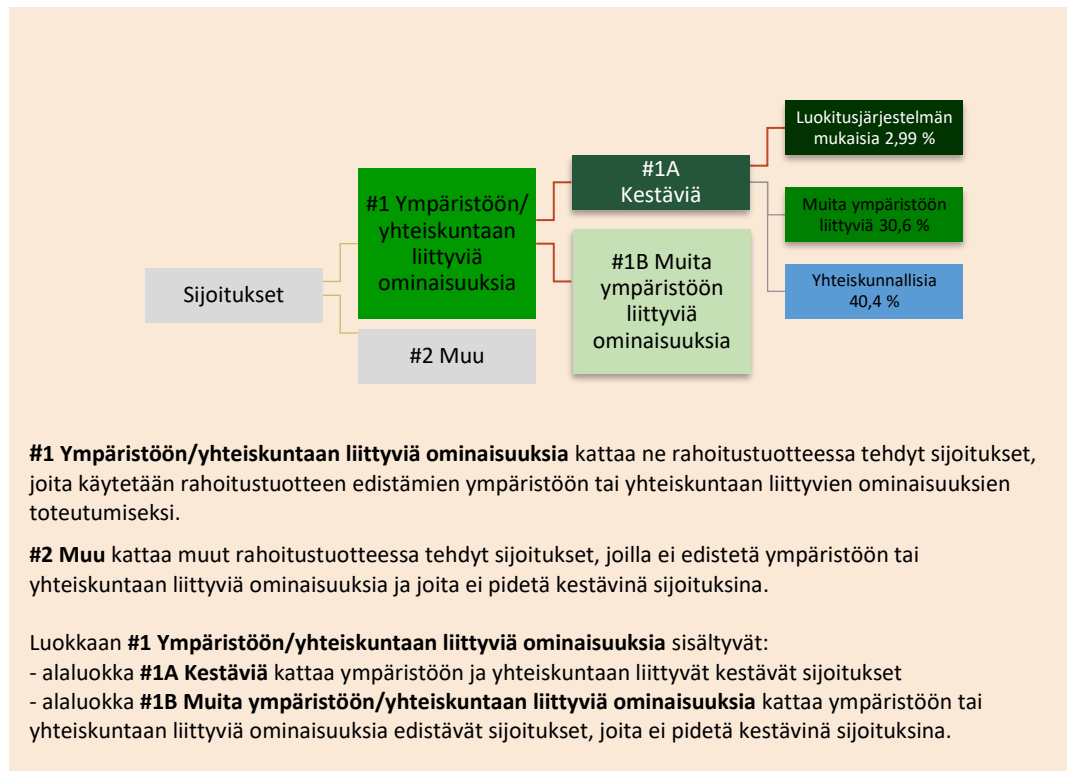 Sijoitukset
#1 Ympäristöön/
yhteiskuntaan
liittyviä
ominaisuuksia
#2 Muu
#1A
Kestäviä
#1B Muita
ympäristöön
liittyviä
ominaisuuksia
Luokitusjärjestelmän
mukaisia 2,99 %
Muita ympäristöön
liittyviä 30,6 %
Yhteiskunnallisia
40,4 %
#1 Ympäristöön/yhteiskuntaan liittyviä ominaisuuksia kattaa ne rahoitustuotteessa tehdyt sijoitukset,
joita käytetään rahoitustuotteen edistämien ympäristöön tai yhteiskuntaan liittyvien ominaisuuksien
toteutumiseksi.
#2 Muu kattaa muut rahoitustuotteessa tehdyt sijoitukset, joilla ei edistetä ympäristöön tai
yhteiskuntaan liittyviä ominaisuuksia ja joita ei pidetä kestävinä sijoituksina.
Luokkaan #1 Ympäristöön/yhteiskuntaan liittyviä ominaisuuksia sisältyvät:
- alaluokka #1A Kestäviä kattaa ympäristöön ja yhteiskuntaan liittyvät kestävät sijoitukset
- alaluokka #1B Muita ympäristöön/yhteiskuntaan liittyviä ominaisuuksia kattaa ympäristöön tai
yhteiskuntaan liittyviä ominaisuuksia edistävät sijoitukset, joita ei pidetä kestävinä sijoituksina.